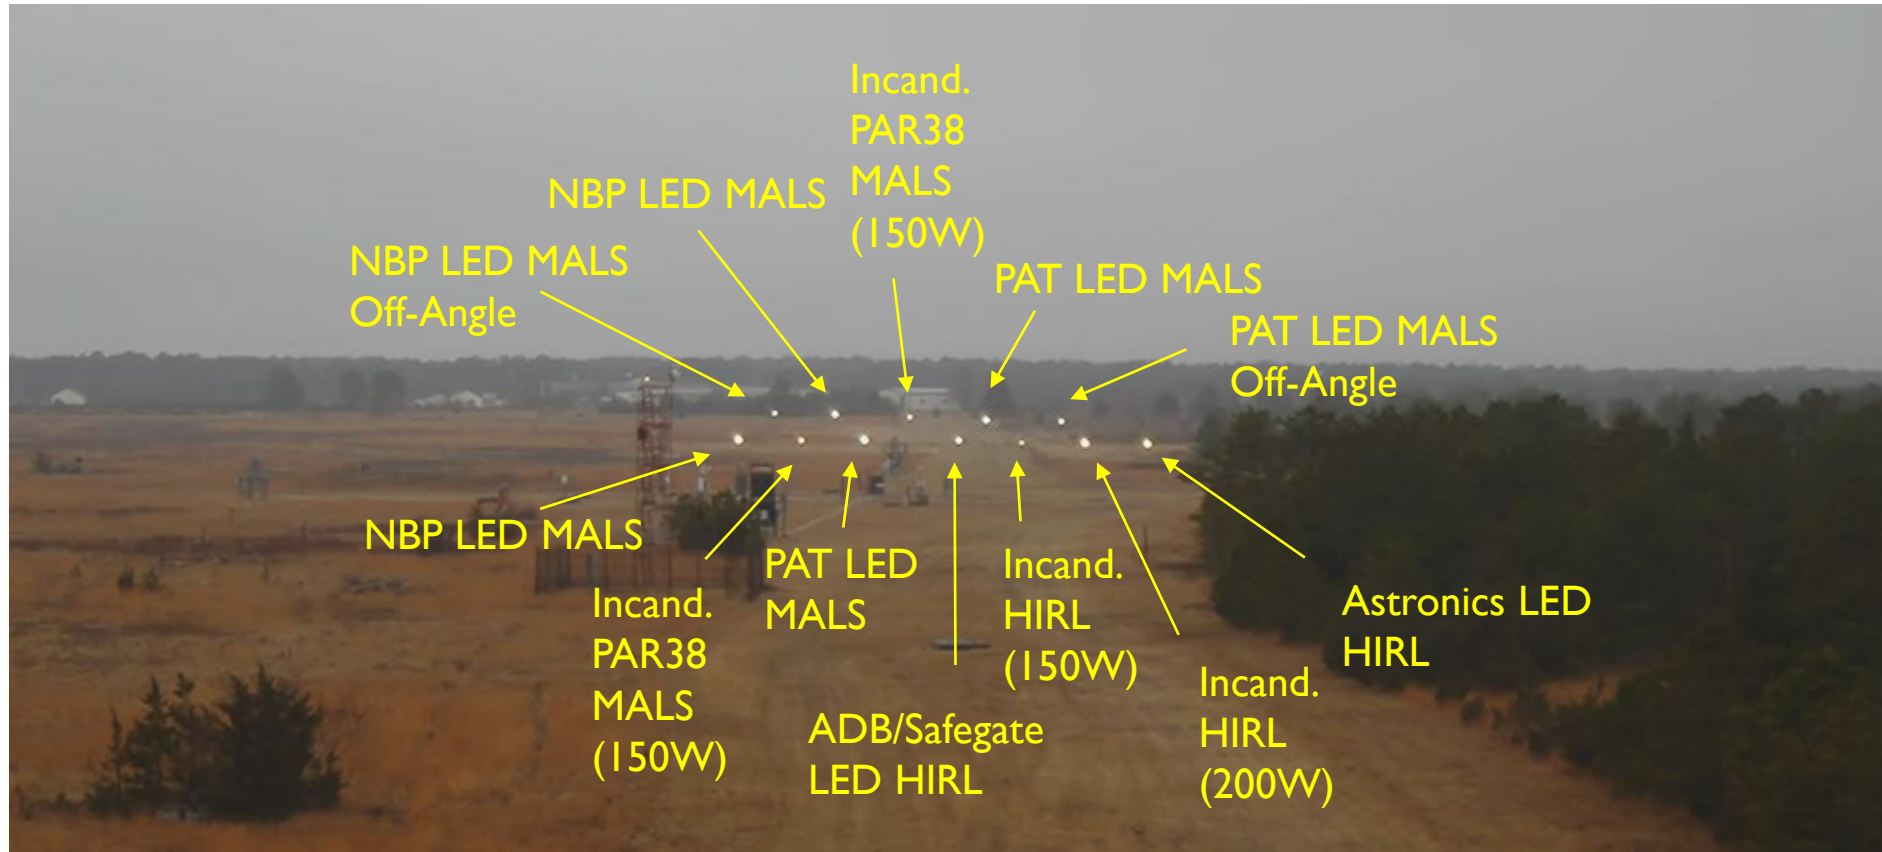 Incand.
PAR38
MALS
(150W)
NBP LED MALS
NBP LED MALS
Off-Angle
PAT LED MALS
PAT LED MALS
Off-Angle
NBP LED MALS
Incand.
PAR38
MALS
(150W)
PAT LED
MALS
ADB/Safegate
LED HIRL
Incand.
HIRL
(150W)
Incand.
HIRL
(200W)
Astronics LED
HIRL